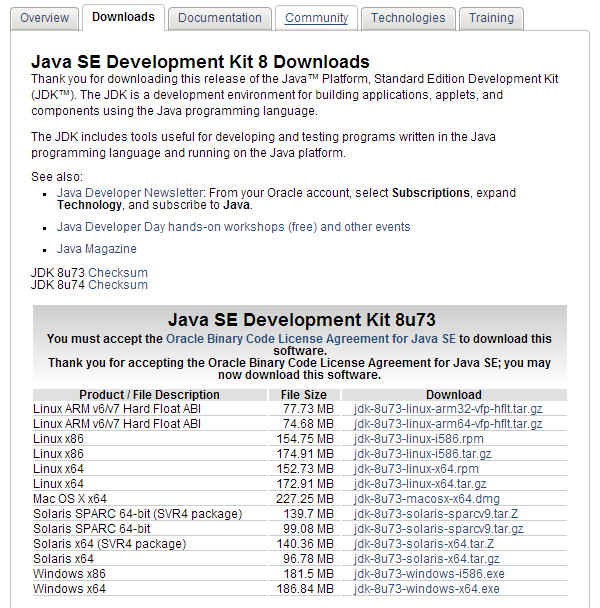 Overview Downloads Documentation Community Technologies Training
Java SE Development Kit 8 Downloads
Thank you for downloading this release of the Java™ Platform, Standard Edition Development Kit
(JDK™). The JDK is a development environment for building applications, applets, and
components using the Java programming language.
The JDK includes tools useful for developing and testing programs written in the Java
programming language and running on the Java platform.
See also:
Java Developer Newsletter: From your Oracle account, select Subscriptions, expand
Technology, and subscribe to Java.
Java Developer Day hands-on workshops (free) and other events
Java Magazine
JDK 8u73 Checksum
JDK 8u74 Checksum
Java SE Development Kit 8u73
You must accept the Oracle Binary Code License Agreement for Java SE to download this
software.
Thank you for accepting the Oracle Binary Code License Agreement for Java SE; you may
now download this software.
Product / File Description File Size Download
Linux ARM v6/v7 Hard Float ABI 77.73 MB jdk-8u73-linux-arm32-vfp-hflt.tar.gz
Linux ARM v6/v7 Hard Float ABI 74.68 MB jdk-8u73-linux-arm64-vfp-hflt.tar.gz
Linux x86 154.75 MB jdk-8u73-linux-i586.rpm
Linux x86 174.91 MB jdk-8u73-linux-i586.tar.gz
Linux x64 152.73 MB jdk-8u73-linux-x64.rpm
Linux x64 172.91 MB jdk-8u73-linux-x64.tar.gz
Mac OS X x64 227.25 MB jdk-8u73-macosx-x64.dmg
Solaris SPARC 64-bit (SVR4 package) 139.7 MB jdk-8u73-solaris-sparcv9.tar.Z
Solaris SPARC 64-bit 99.08 MB jdk-8u73-solaris-sparcv9.tar.gz
Solaris x64 (SVR4 package) 140.36 MB jdk-8u73-solaris-x64.tar.Z
Solaris x64 96.78 MB jdk-8u73-solaris-x64.tar.gz
Windows x86 181.5 MB jdk-8u73-windows-i586.exe
Windows x64 186.84 MB jdk-8u73-windows-x64.exe